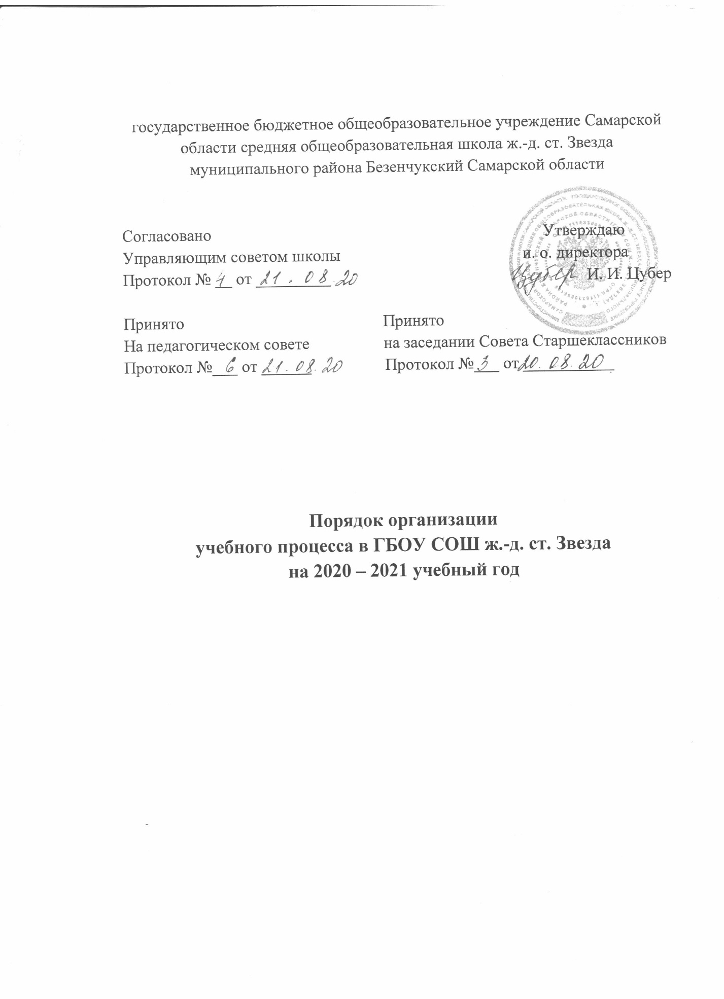 государственное бюджетное общеобразовательное учреждение Самарской
области средняя общеобразовательная школа ж.-д. ст. Звезда
муниципального района Безенчукский Самарской области
Согласовано
Управляющим советом школы
Протокол № 4 от 21.08.20
Утверждаю
и. о. директора
Цубер И. И. Цубер
Принято
На педагогическом совете
Протокол № 6 от 21.08.20
Принято
на заседании Совета Старшеклассников
Протокол № 3 от 20.08.20
Порядок организации
учебного процесса в ГБОУ СОШ ж.-д. ст. Звезда
на 2020 – 2021 учебный год